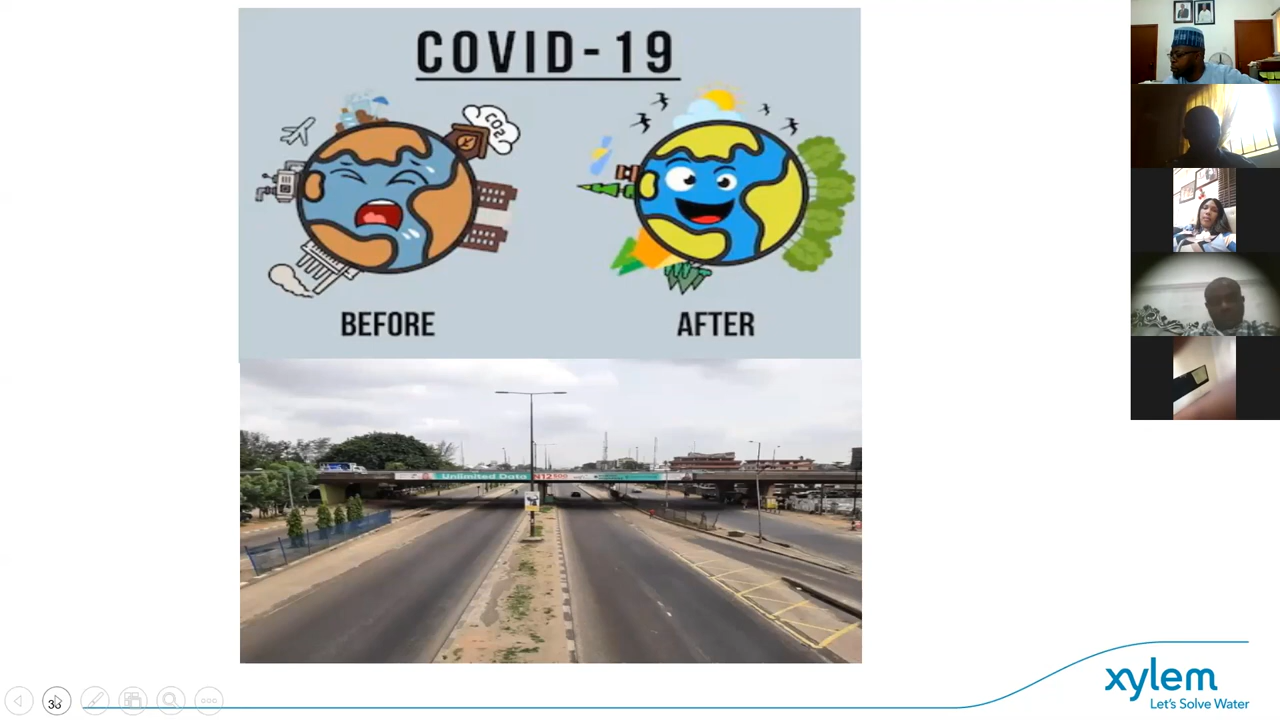 COVID-19
CO2
BEFORE
AFTER
Unlimited Data
xylem
Let's Solve Water